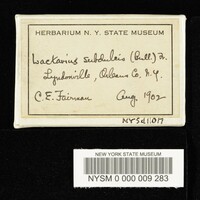 HERBARIUM N. Y. STATE MUSEUM
Lactarius subdulcis (Bull.) Fr.
Lyndonville, Orleans Co. N.Y.
C. E. Fairman Aug. 1902
NYSd1017
NEW YORK STATE MUSEUM
NYSM 0 000 009 283